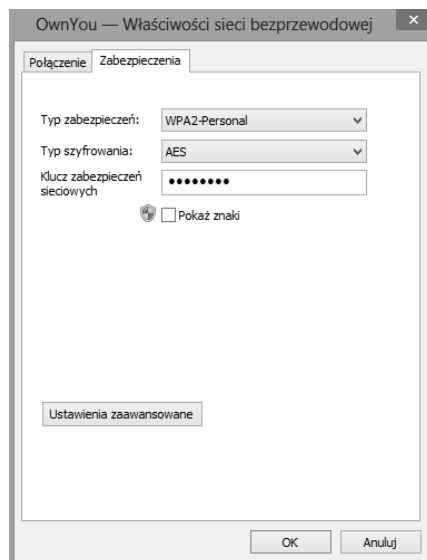 OwnYou — Właściwości sieci bezprzewodowej
Połączenie Zabezpieczenia
Typ zabezpieczeń: WPA2-Personal
Typ szyfrowania: AES
Klucz zabezpieczeń
sieciowych ••••••••
Pokaż znaki
Ustawienia zaawansowane
OK Anuluj